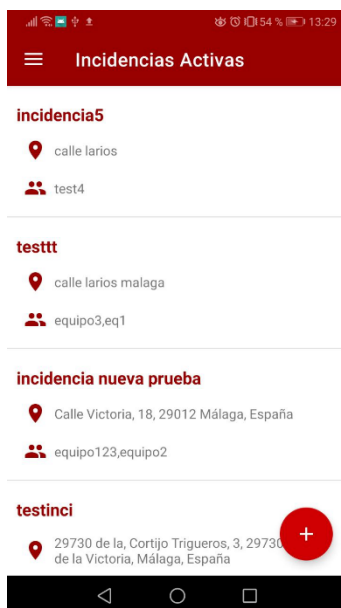 54 % 13:29
Incidencias Activas
incidencia5
calle larios
test4
testtt
calle larios malaga
equipo3,eq1
incidencia nueva prueba
Calle Victoria, 18, 29012 Málaga, España
equipo123,equipo2
testinci
29730 de la, Cortijo Trigueros, 3, 29730
de la Victoria, Málaga, España